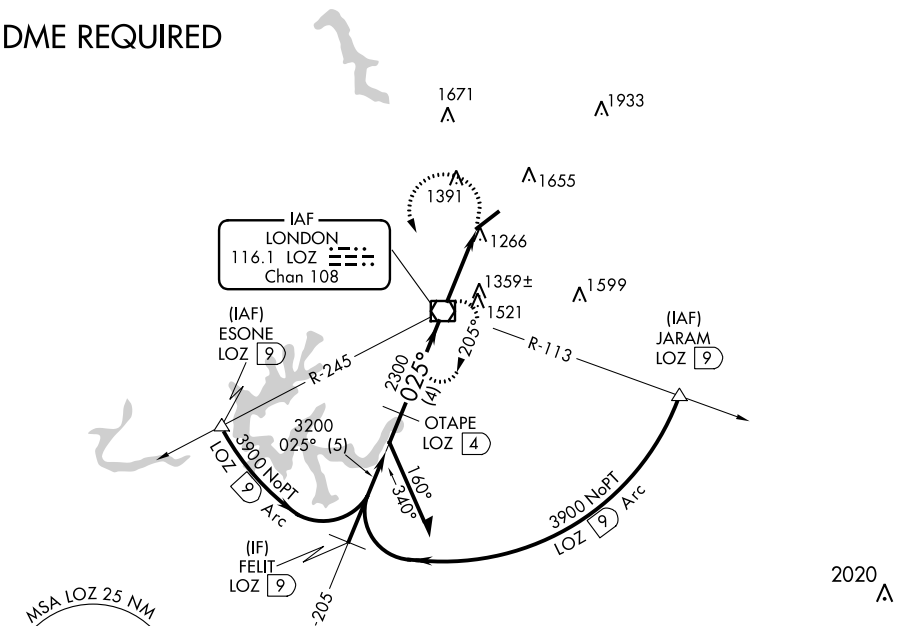 DME REQUIRED
1671
1933
1391
1655
IAF
LONDON
116.1 LOZ
Chan 108
1266
1359±
1521
1599
(IAF)
ESONE
LOZ 9
R-245
205°
R-113
(IAF)
JARAM
LOZ 9
2300
025°
(4)
OTAPE
LOZ 4
3200
025° (5)
3900 NoPT
LOZ 9 Arc
160°
340°
3900 NoPT
LOZ 9 Arc
(IF)
FELIT
LOZ 9
-205
2020
MSA LOZ 25 NM